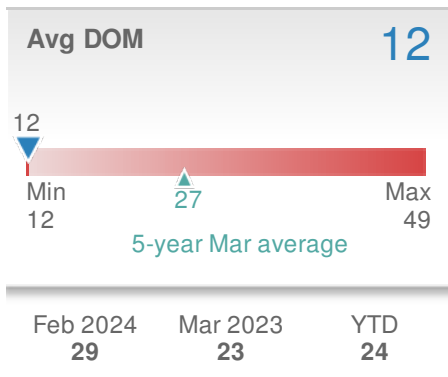 Avg DOM 12
12
Min 27 Max
12 49
5-year Mar average
Feb 2024 Mar 2023 YTD
29 23 24